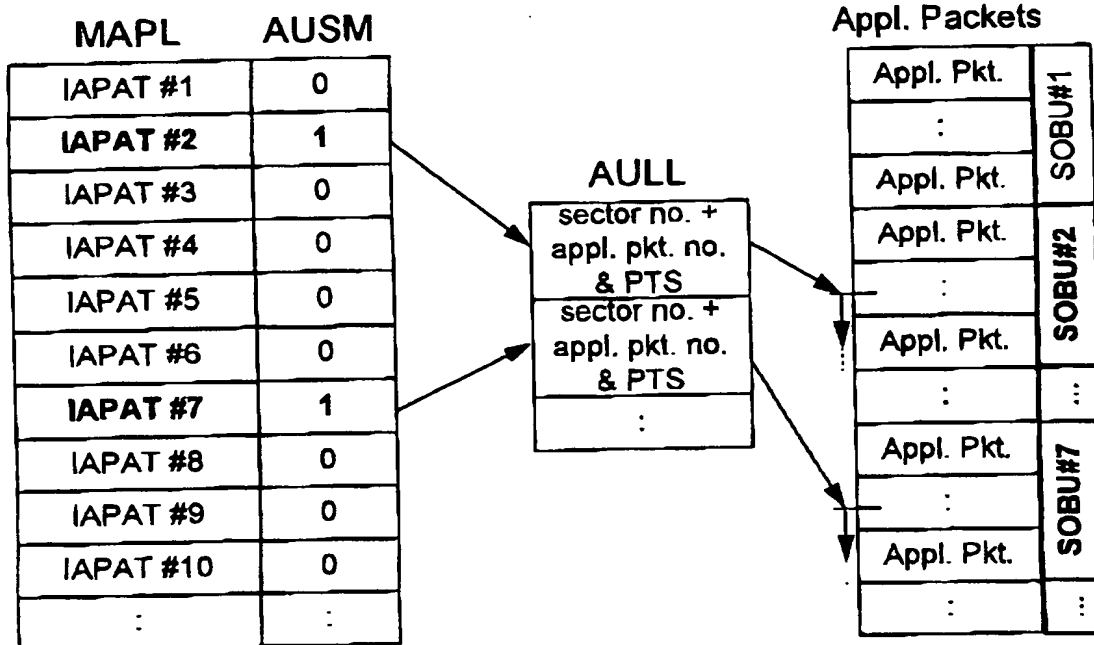 MAPL AUSM
IAPAT #1 0
IAPAT #2 1
IAPAT #3 0
IAPAT #4 0
IAPAT #5 0
IAPAT #6 0
IAPAT #7 1
IAPAT #8 0
IAPAT #9 0
IAPAT #10 0
: :
AULL
sector no. +
appl. pkt. no.
& PTS
sector no. +
appl. pkt. no.
& PTS
:
Appl. Packets
Appl. Pkt.
:
Appl. Pkt.
SOBU#1
Appl. Pkt.
:
Appl. Pkt.
SOBU#2
:
...
Appl. Pkt.
:
Appl. Pkt.
SOBU#7
:
...